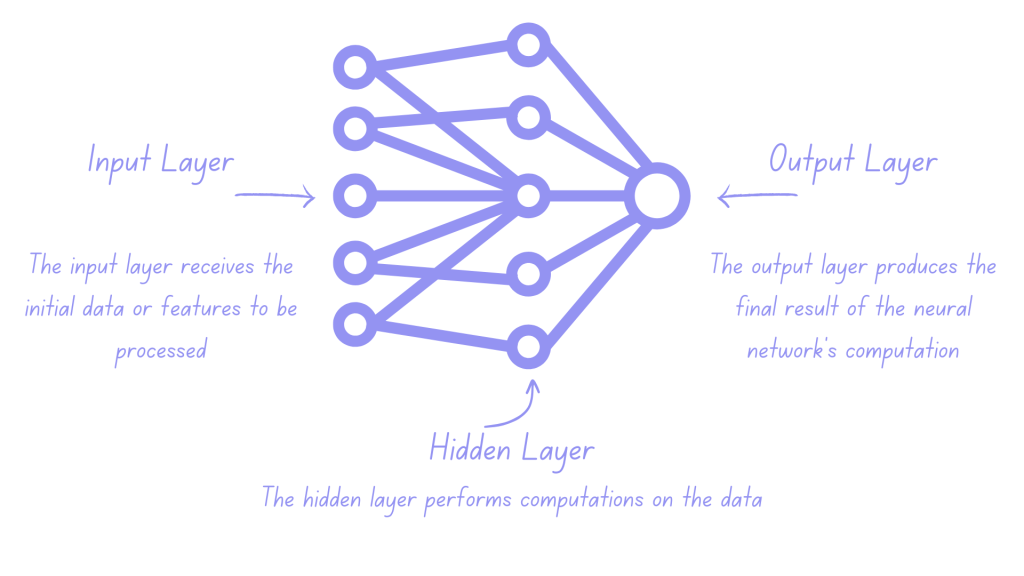 Input Layer
The input layer receives the
initial data or features to be
processed
Output Layer
The output layer produces the
final result of the neural
network's computation
Hidden Layer
The hidden layer performs computations on the data